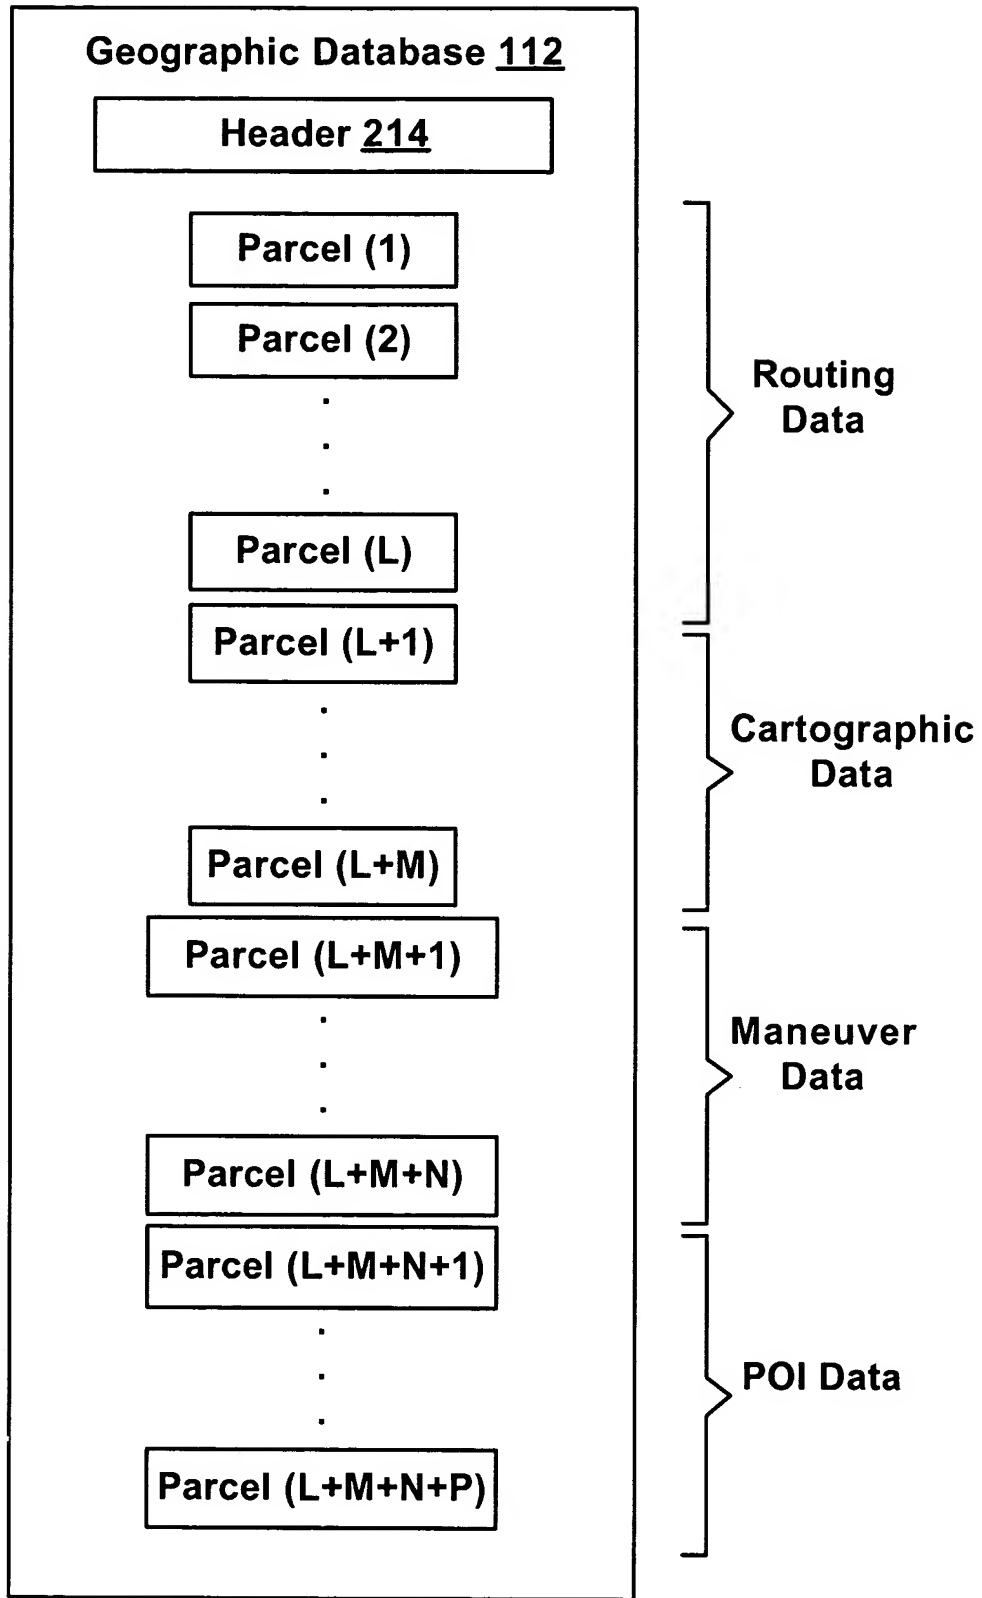 Geographic Database 112
Header 214
Parcel (1)
Parcel (2)
Routing
Data
Parcel (L)
Parcel (L+1)
Cartographic
Data
Parcel (L+M)
Parcel (L+M+1)
Maneuver
Data
Parcel (L+M+N)
Parcel (L+M+N+1)
POI Data
Parcel (L+M+N+P)